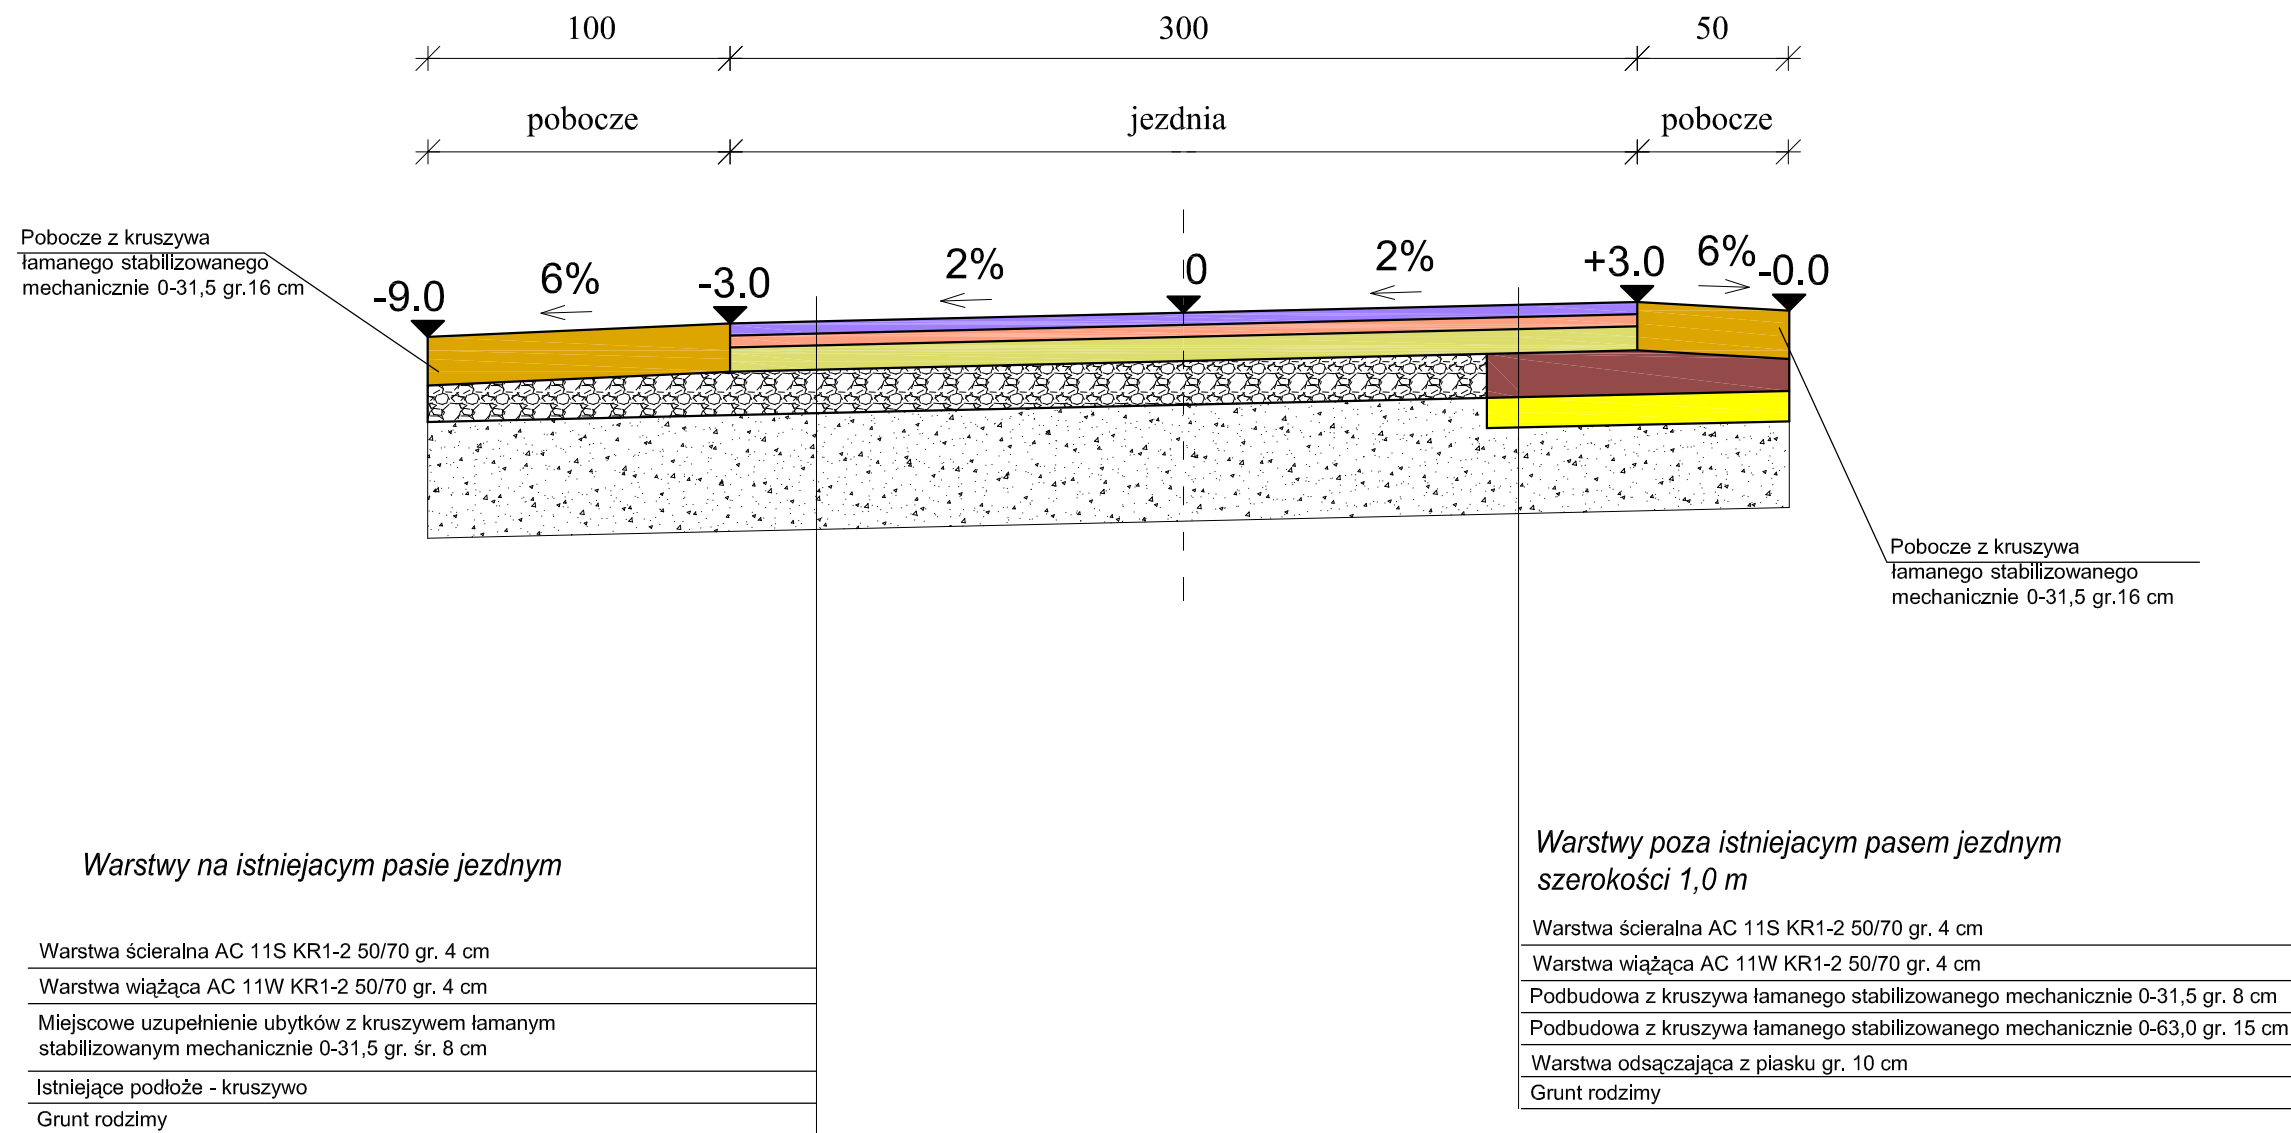 100
300
50
pobocze
jezdnia
pobocze
Pobocze z kruszywa
łamanego stabilizowanego
mechanicznie 0-31,5 gr.16 cm
-9.0
6%
-3.0
2%
0
2%
+3.0
6%
-0.0
Pobocze z kruszywa
łamanego stabilizowanego
mechanicznie 0-31,5 gr.16 cm
Warstwy na istniejacym pasie jezdnym
Warstwa ścieralna AC 11S KR1-2 50/70 gr. 4 cm
Warstwa wiążąca AC 11W KR1-2 50/70 gr. 4 cm
Miejscowe uzupełnienie ubytków z kruszywem łamanym
stabilizowanym mechanicznie 0-31,5 gr. śr. 8 cm
Istniejące podłoże - kruszywo
Grunt rodzimy
Warstwy poza istniejacym pasem jezdnym
szerokości 1,0 m
Warstwa ścieralna AC 11S KR1-2 50/70 gr. 4 cm
Warstwa wiążąca AC 11W KR1-2 50/70 gr. 4 cm
Podbudowa z kruszywa łamanego stabilizowanego mechanicznie 0-31,5 gr. 8 cm
Podbudowa z kruszywa łamanego stabilizowanego mechanicznie 0-63,0 gr. 15 cm
Warstwa odsączająca z piasku gr. 10 cm
Grunt rodzimy